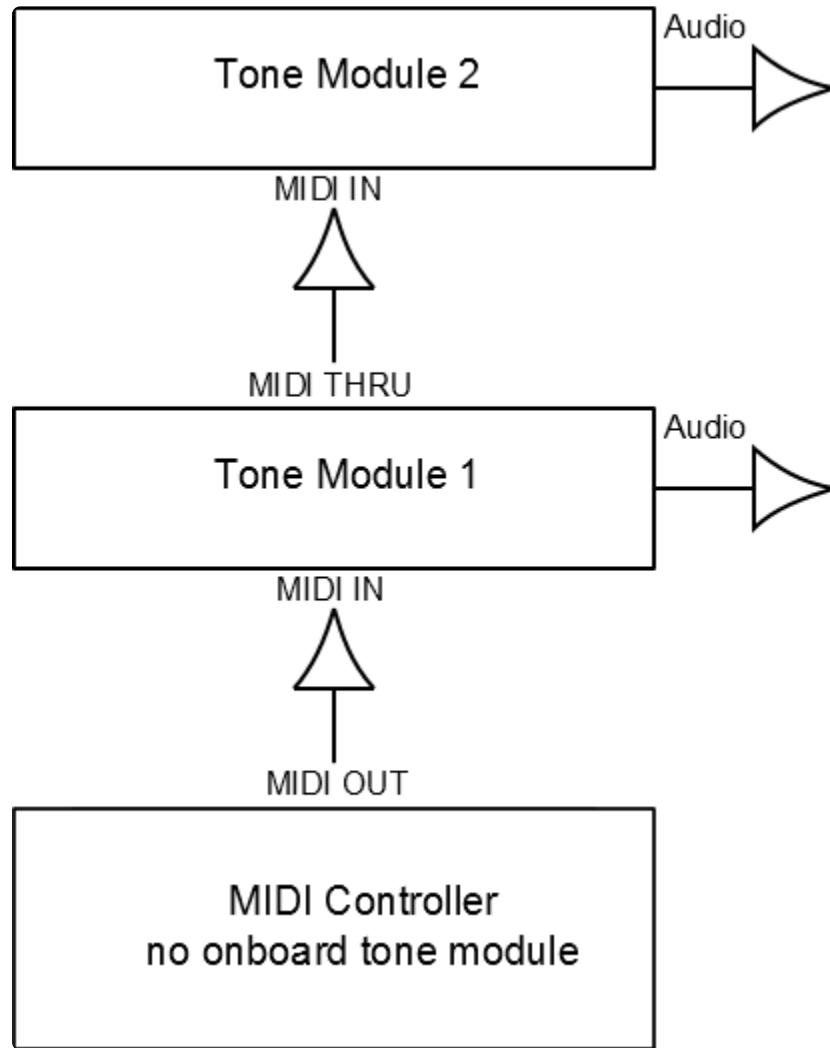 Audio
Tone Module 2
MIDI IN
MIDI THRU
Audio
Tone Module 1
MIDI IN
MIDI OUT
MIDI Controller
no onboard tone module